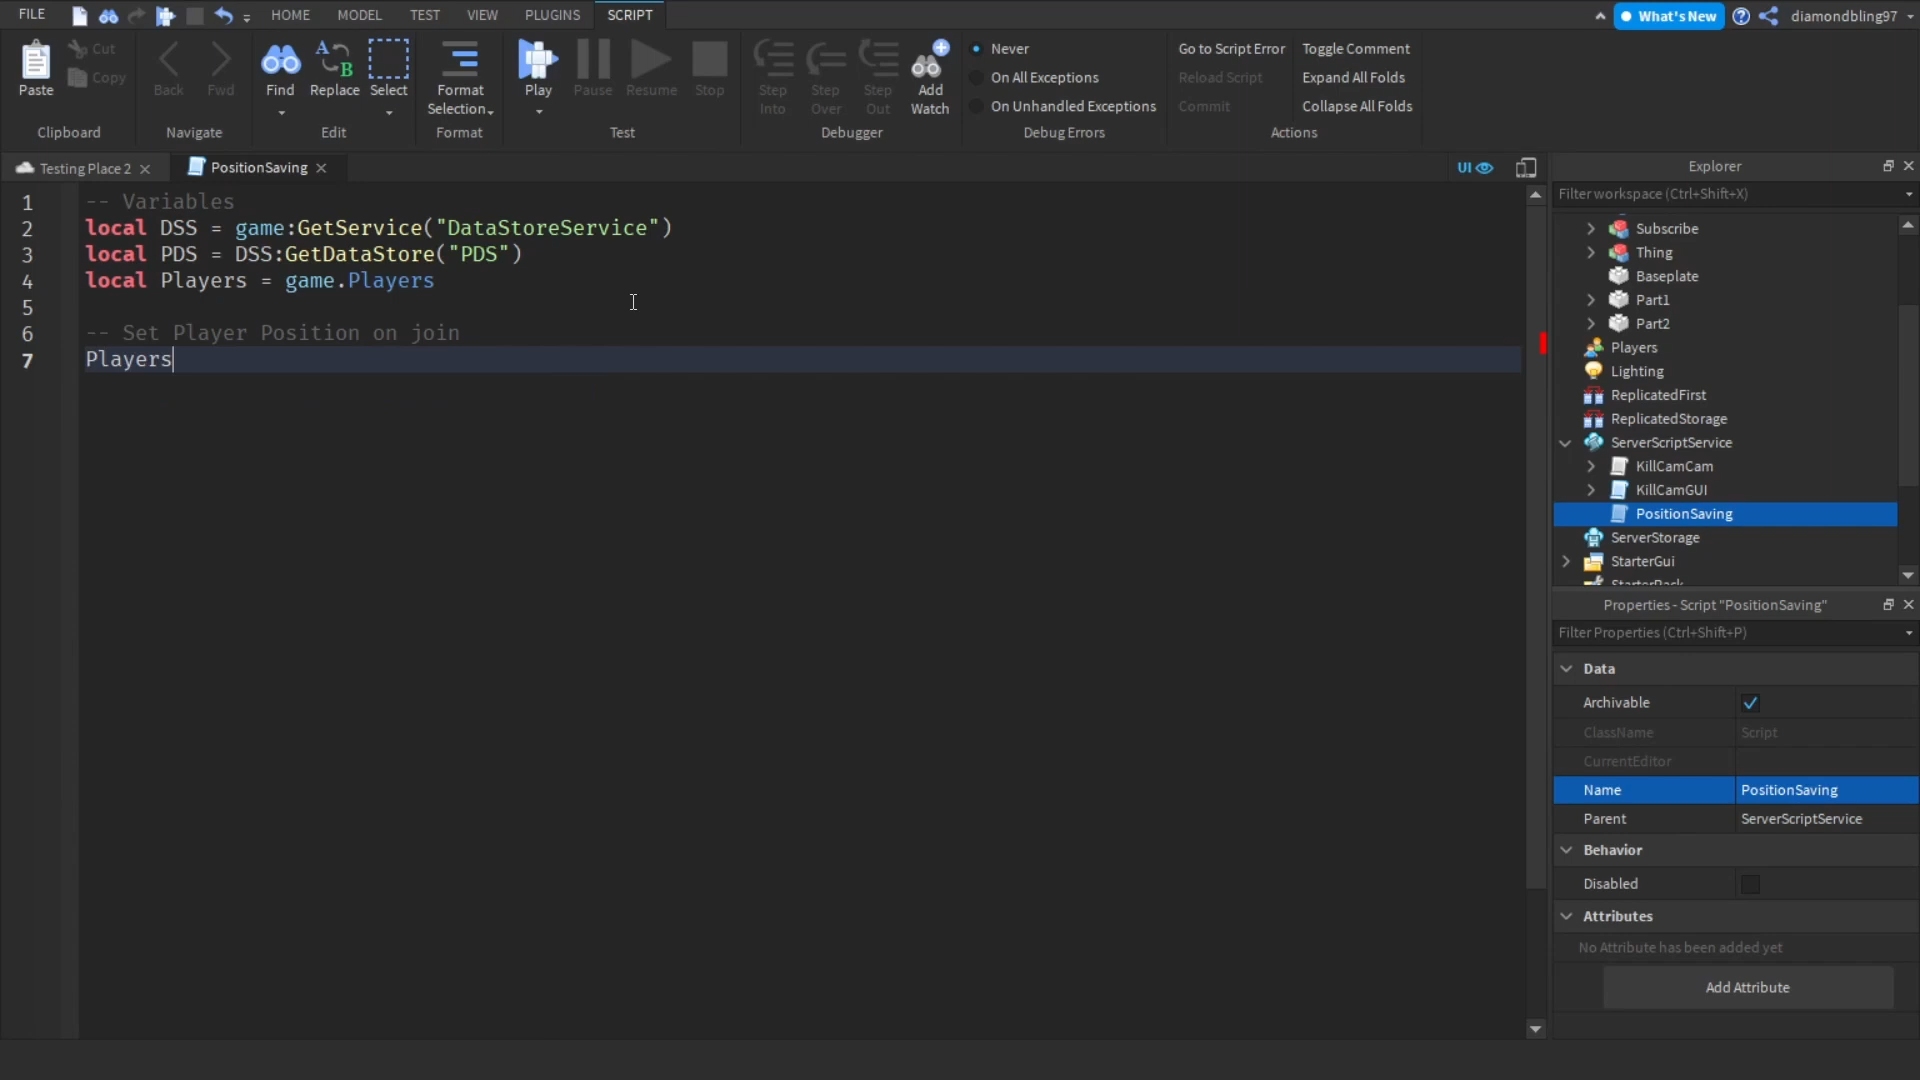 FILE HOME MODEL TEST VIEW PLUGINS SCRIPT What's New diamondbling97
Paste Cut Copy Back Fwd Find Replace Select Format Selection Play Pause Resume Stop Step Into Step Over Step Out Add Watch
Never Go to Script Error Toggle Comment
On All Exceptions Reload Script Expand All Folds
On Unhandled Exceptions Commit Collapse All Folds
Clipboard Navigate Edit Format Test Debugger Debug Errors Actions
Testing Place 2 PositionSaving UI
1 -- Variables
2 local DSS = game:GetService("DataStoreService")
3 local PDS = DSS:GetDataStore("PDS")
4 local Players = game.Players
5
6 -- Set Player Position on join
7 Players
Explorer
Filter workspace (Ctrl+Shift+X)
Subscribe
Thing
Baseplate
Part1
Part2
Players
Lighting
ReplicatedFirst
ReplicatedStorage
ServerScriptService
KillCamCam
KillCamGUI
PositionSaving
ServerStorage
StarterGui
StarterPack
Properties - Script "PositionSaving"
Filter Properties (Ctrl+Shift+P)
Data
Archivable
ClassName Script
CurrentEditor
Name PositionSaving
Parent ServerScriptService
Behavior
Disabled
Attributes
No Attribute has been added yet
Add Attribute